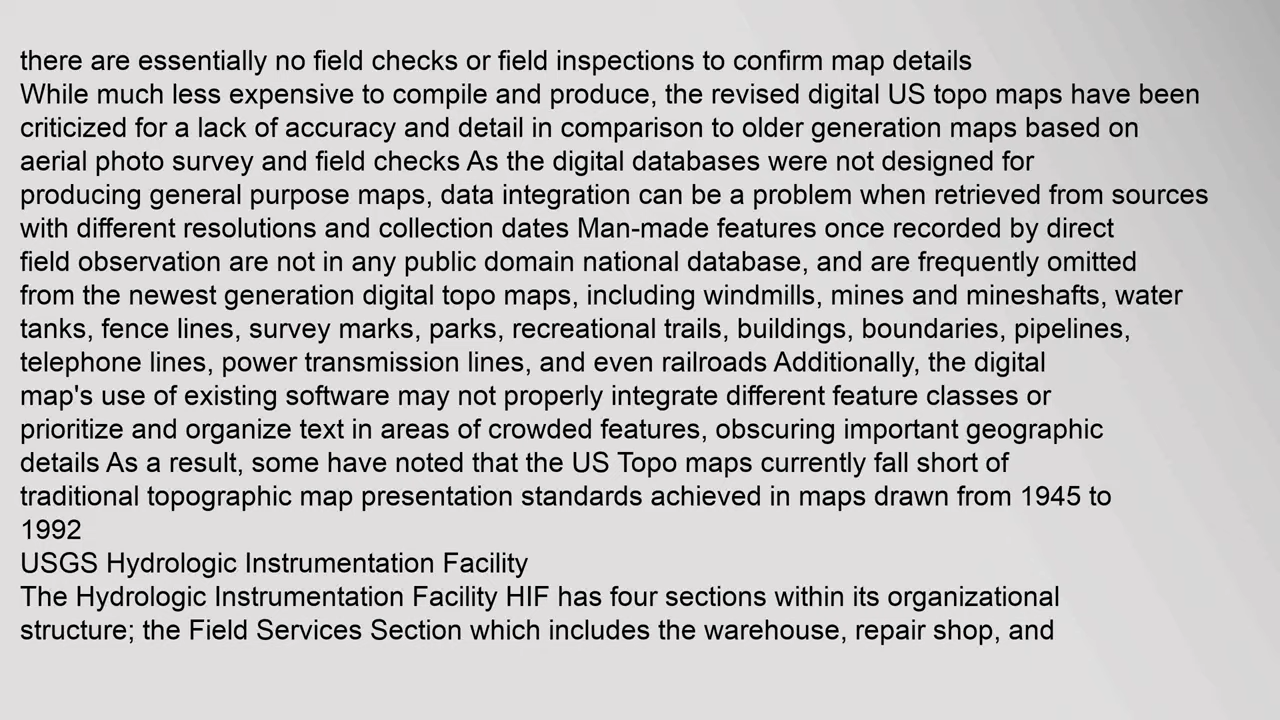 there are essentially no field checks or field inspections to confirm map details
While much less expensive to compile and produce, the revised digital US topo maps have been
criticized for a lack of accuracy and detail in comparison to older generation maps based on
aerial photo survey and field checks As the digital databases were not designed for
producing general purpose maps, data integration can be a problem when retrieved from sources
with different resolutions and collection dates Man-made features once recorded by direct
field observation are not in any public domain national database, and are frequently omitted
from the newest generation digital topo maps, including windmills, mines and mineshafts, water
tanks, fence lines, survey marks, parks, recreational trails, buildings, boundaries, pipelines,
telephone lines, power transmission lines, and even railroads Additionally, the digital
map's use of existing software may not properly integrate different feature classes or
prioritize and organize text in areas of crowded features, obscuring important geographic
details As a result, some have noted that the US Topo maps currently fall short of
traditional topographic map presentation standards achieved in maps drawn from 1945 to
1992
USGS Hydrologic Instrumentation Facility
The Hydrologic Instrumentation Facility HIF has four sections within its organizational
structure; the Field Services Section which includes the warehouse, repair shop, and